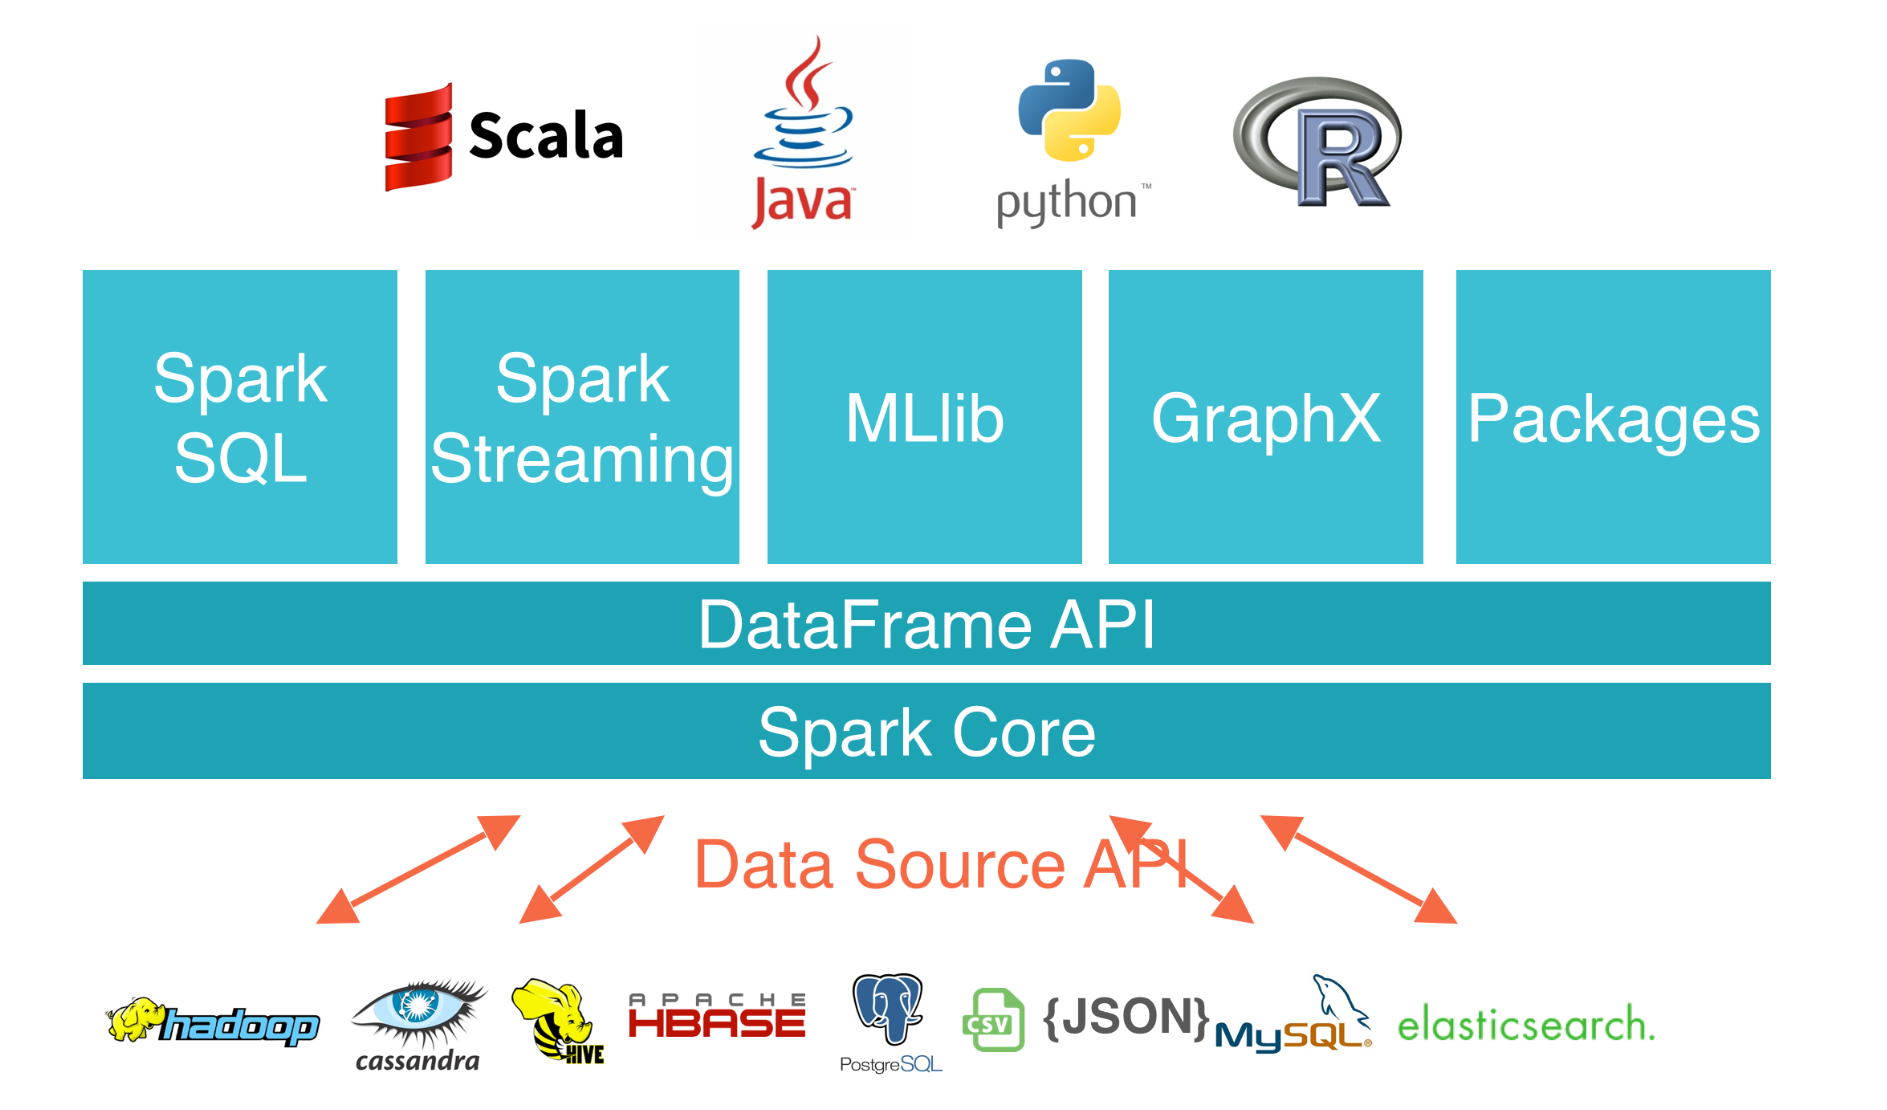 Scala
Java™
python™
R
Spark
SQL
Spark
Streaming
MLlib
GraphX
Packages
DataFrame API
Spark Core
Data Source API
hadoop
cassandra
HIVE
APACHE
HBASE
PostgreSQL
CSV
{JSON}
MySQL®
elasticsearch.